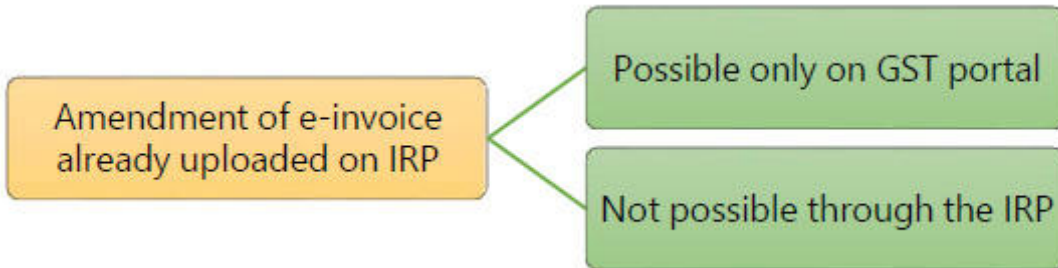 Possible only on GST portal
Amendment of e-invoice
already uploaded on IRP
Not possible through the IRP